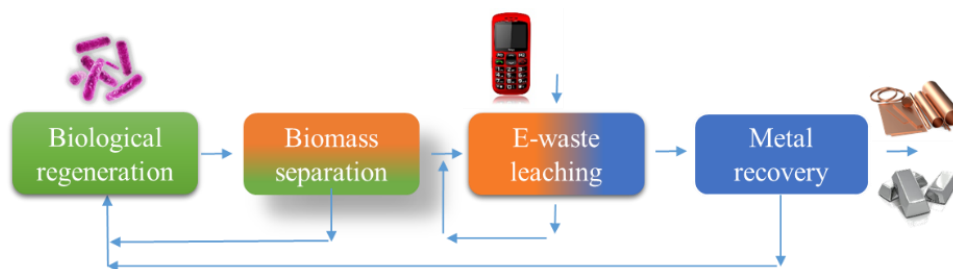 Biological
regeneration
Biomass
separation
E-waste
leaching
Metal
recovery